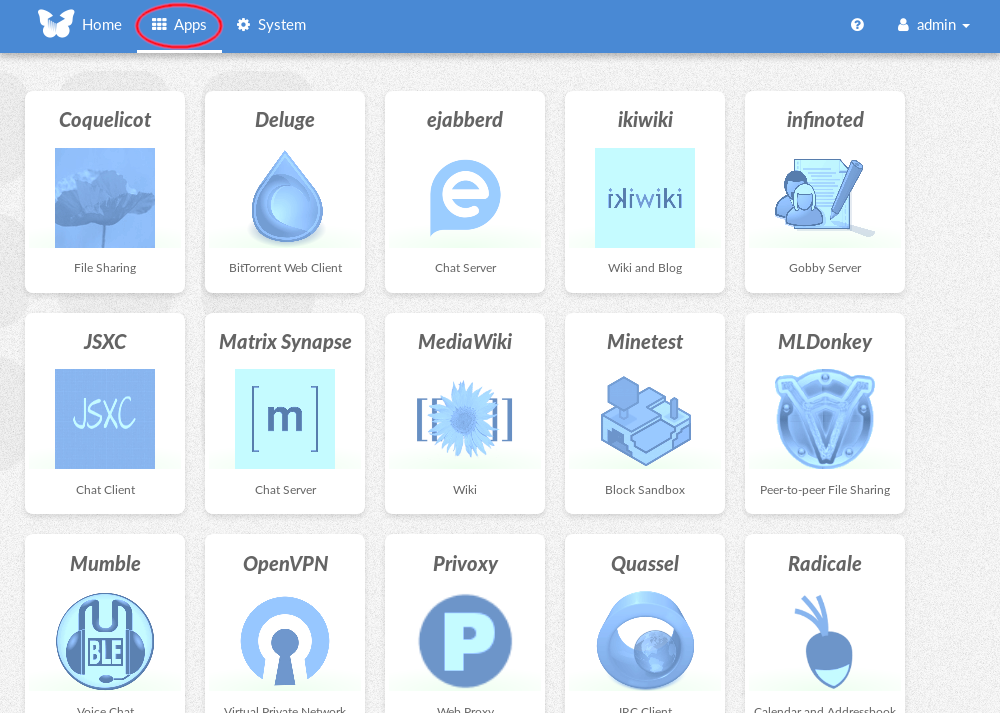 Home Apps System admin
Coquelicot Deluge ejabberd ikiwiki infinoted
ikiwiki
File Sharing BitTorrent Web Client Chat Server Wiki and Blog Gobby Server
JSXC Matrix Synapse MediaWiki Minetest MLDonkey
JSXC [m] [[ ]]
Chat Client Chat Server Wiki Block Sandbox Peer-to-peer File Sharing
Mumble OpenVPN Privoxy Quassel Radicale
BLE P
Voice Chat Virtual Private Network Web Proxy IRC Client Calendar and Addressbook